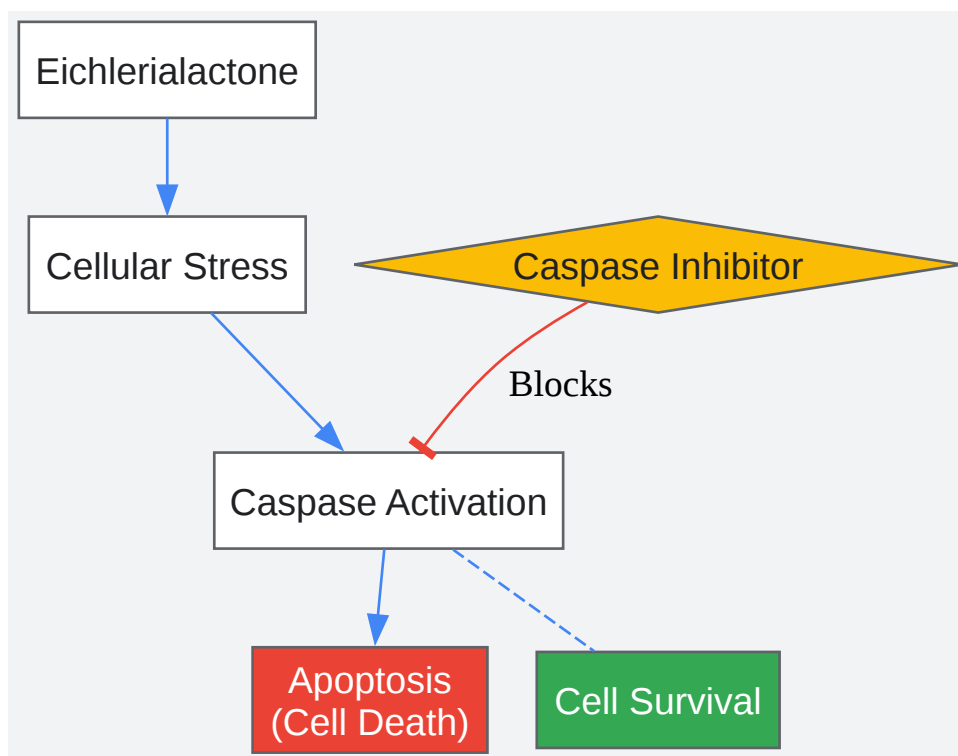 Eichlerialactone
Cellular Stress
Caspase Inhibitor
Blocks
Caspase Activation
Apoptosis
(Cell Death)
Cell Survival